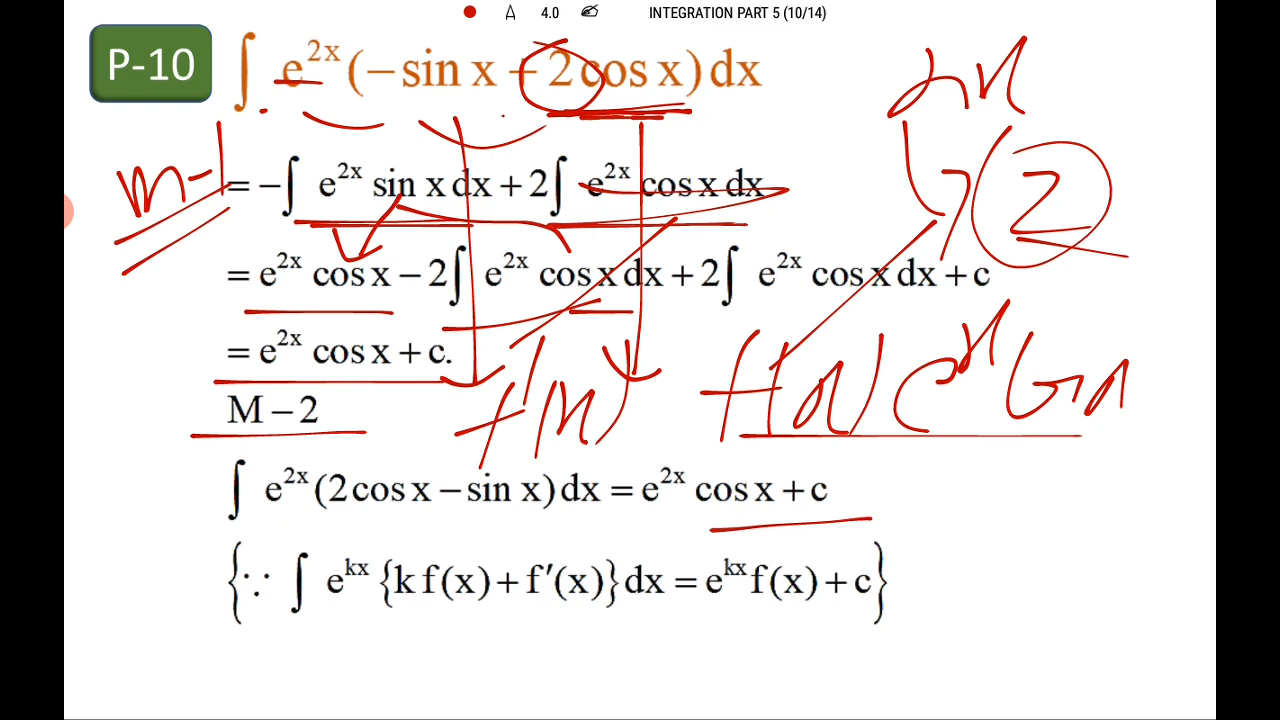 A 4.0 INTEGRATION PART 5 (10/14)
P-10
∫ e^{2x} (−sin x + 2cos x) dx
2x
m-1
= −∫ e^{2x} sin x dx + 2∫ e^{2x} cos x dx
2
= e^{2x} cos x − 2∫ e^{2x} cos x dx + 2∫ e^{2x} cos x dx + c
= e^{2x} cos x + c.
f'(x)
M − 2
∫ e^{2x} (2cos x − sin x) dx = e^{2x} cos x + c
{∵ ∫ e^{kx} {k f(x) + f′(x)} dx = e^{kx} f(x) + c}